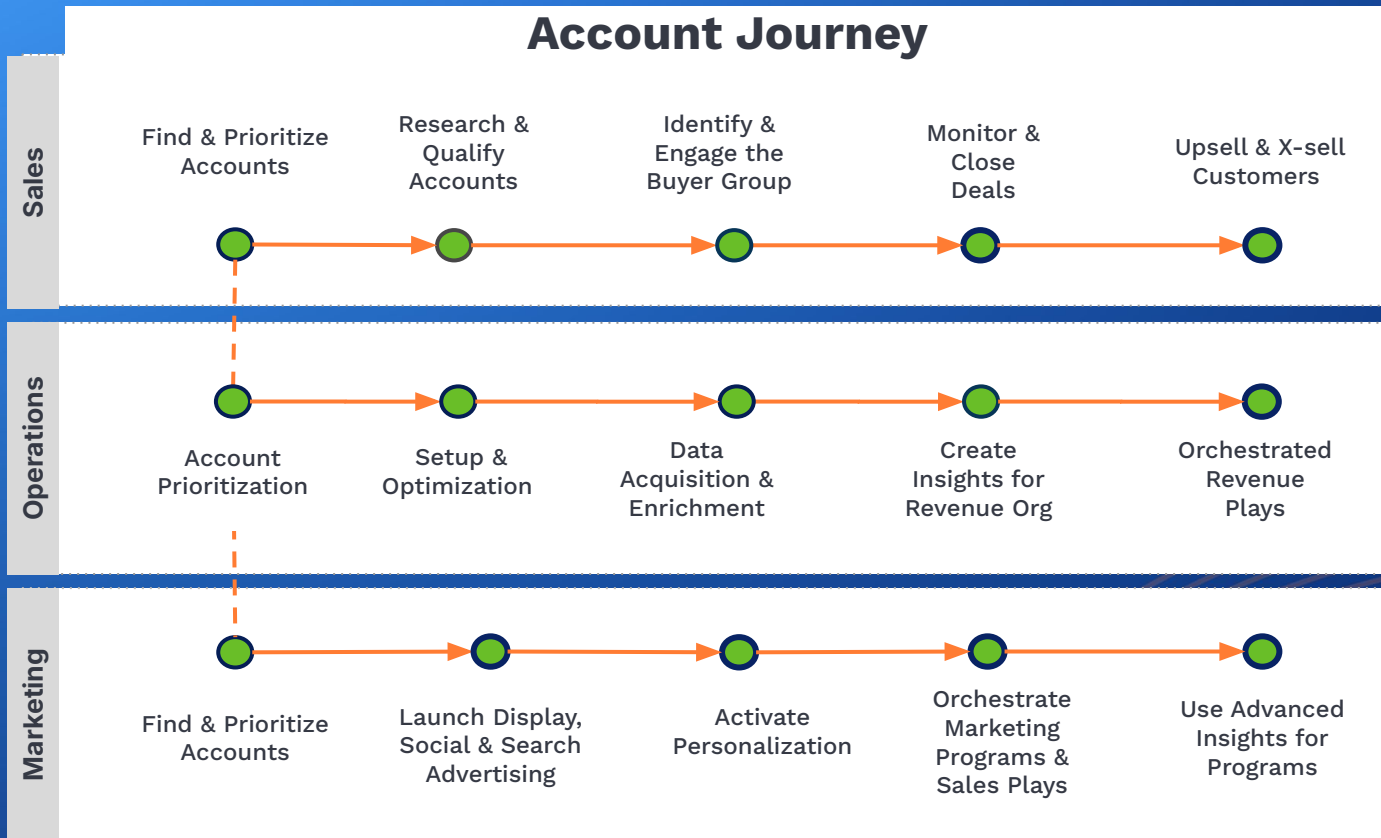 Account Journey
Sales
Find & Prioritize
Accounts
Research &
Qualify
Accounts
Identify &
Engage the
Buyer Group
Monitor &
Close
Deals
Upsell & X-sell
Customers
Operations
Account
Prioritization
Setup &
Optimization
Data
Acquisition &
Enrichment
Create
Insights for
Revenue Org
Orchestrated
Revenue
Plays
Marketing
Find & Prioritize
Accounts
Launch Display,
Social & Search
Advertising
Activate
Personalization
Orchestrate
Marketing
Programs &
Sales Plays
Use Advanced
Insights for
Programs